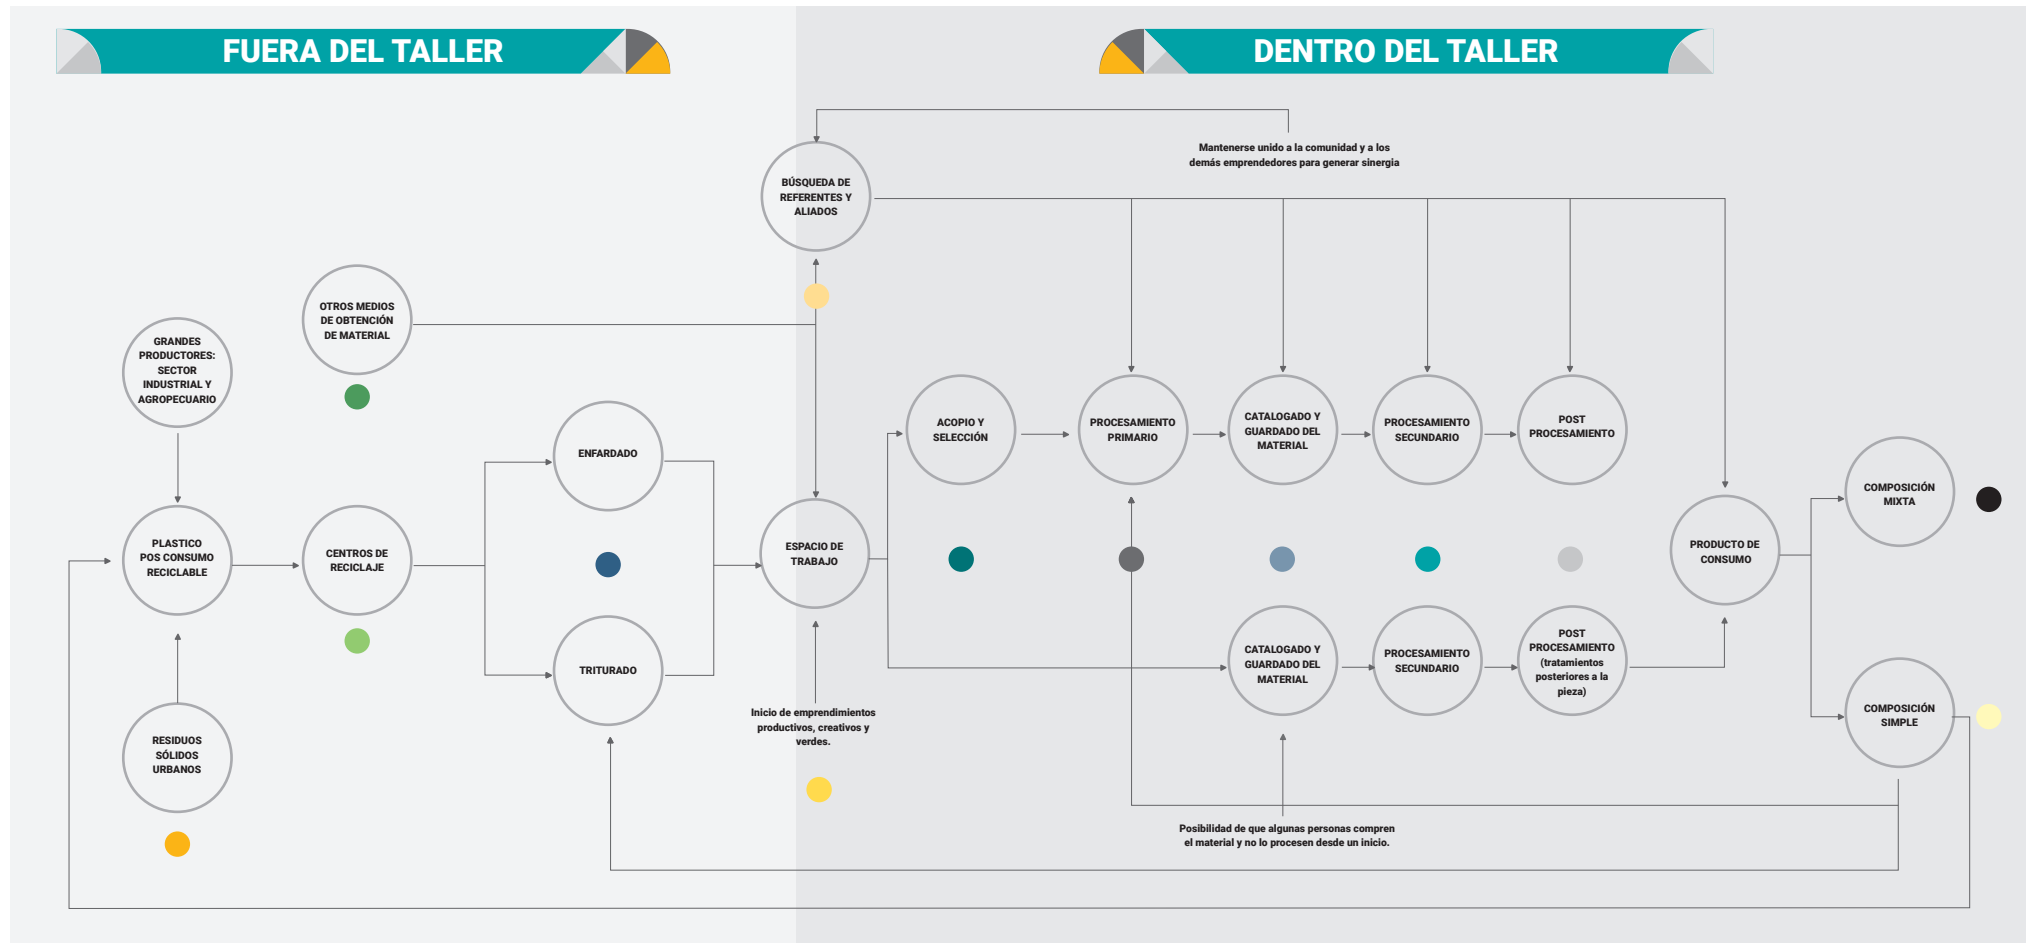 FUERA DEL TALLER
DENTRO DEL TALLER
Mantenerse unido a la comunidad y a los
demás emprendedores para generar sinergia
BÚSQUEDA DE
REFERENTES Y
ALIADOS
OTROS MEDIOS
DE OBTENCIÓN
DE MATERIAL
GRANDES
PRODUCTORES:
SECTOR
INDUSTRIAL Y
AGROPECUARIO
ENFARDADO
ACOPIO Y
SELECCIÓN
PROCESAMIENTO
PRIMARIO
CATALOGADO Y
GUARDADO DEL
MATERIAL
PROCESAMIENTO
SECUNDARIO
POST
PROCESAMIENTO
COMPOSICIÓN
MIXTA
PLASTICO
POS CONSUMO
RECICLABLE
CENTROS DE
RECICLAJE
ESPACIO DE
TRABAJO
PRODUCTO DE
CONSUMO
TRITURADO
CATALOGADO Y
GUARDADO DEL
MATERIAL
PROCESAMIENTO
SECUNDARIO
POST
PROCESAMIENTO
(tratamientos
posteriores a la
pieza)
COMPOSICIÓN
SIMPLE
RESIDUOS
SÓLIDOS
URBANOS
Inicio de emprendimientos
productivos, creativos y
verdes.
Posibilidad de que algunas personas compren
el material y no lo procesen desde un inicio.